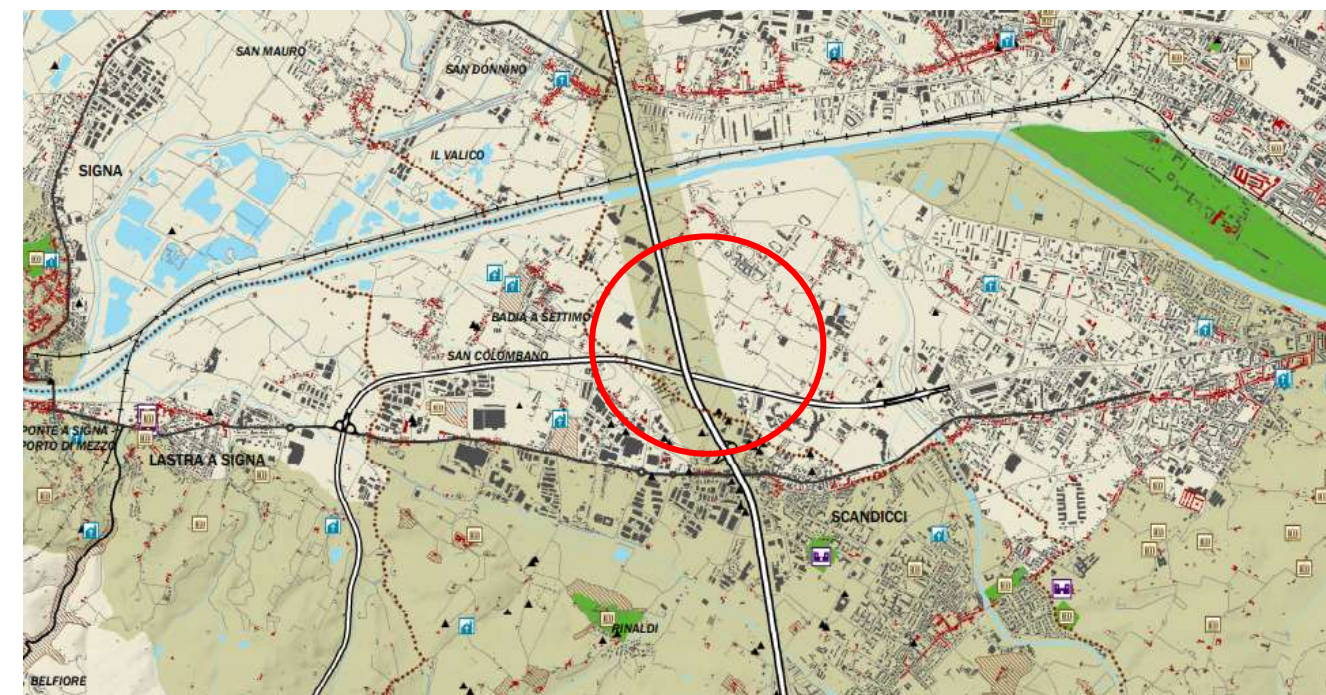 SAN MAURO
SAN DONNINO
IL VALICO
SIGNA
BADIA A SETTIMO
SAN COLOMBANO
PONTE A SIGNA -
PORTO DI MEZZO
LASTRA A SIGNA
SCANDICCI
RINALDI
BELFIORE